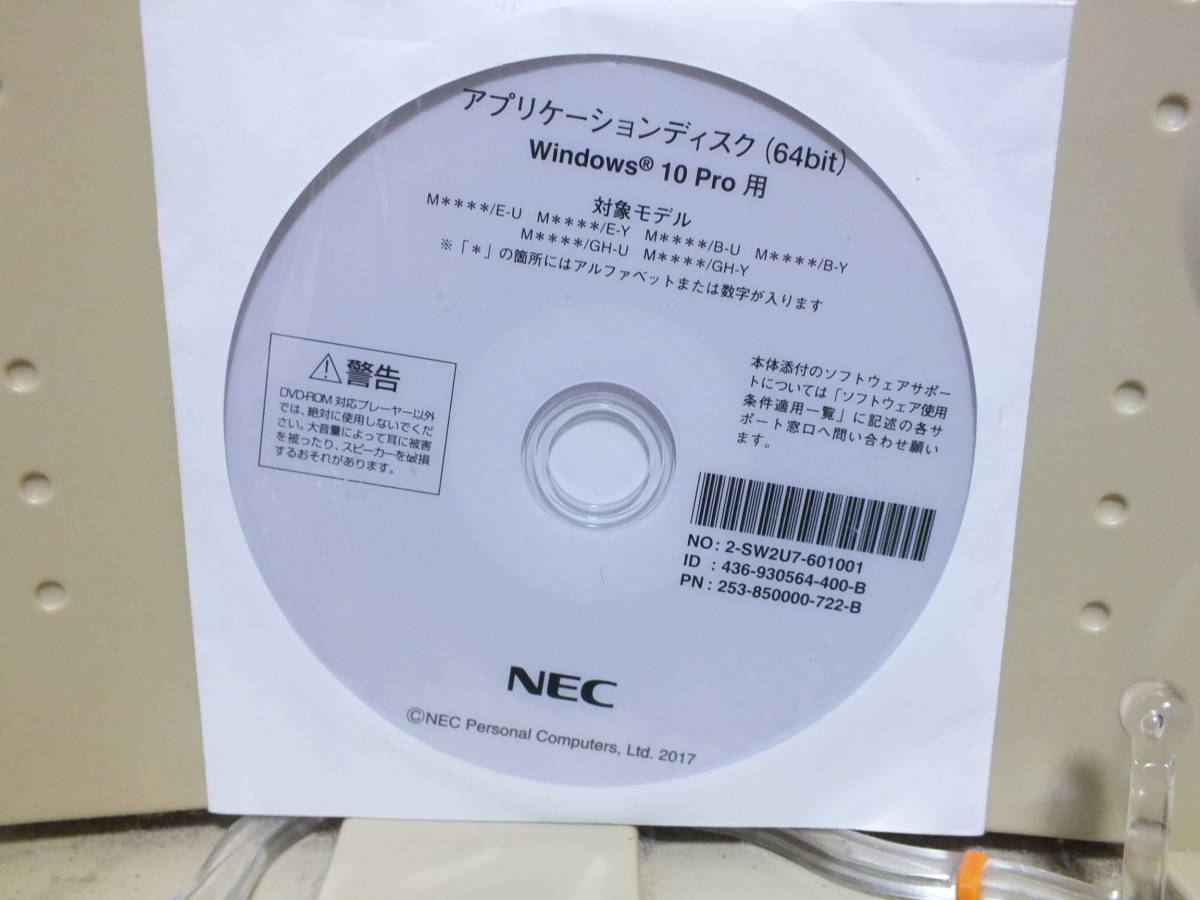 アプリケーションディスク (64bit)
Windows® 10 Pro 用
対象モデル
M＊＊＊＊/E-U M＊＊＊＊/E-Y M＊＊＊＊/B-U M＊＊＊＊/B-Y
M＊＊＊＊/GH-U M＊＊＊＊/GH-Y
※「＊」の箇所にはアルファベットまたは数字が入ります
警告
DVD-ROM 対応プレーヤー以外
では、絶対に使用しないでくだ
さい。大音量によって耳に被害
を被ったり、スピーカーを破損
するおそれがあります。
本体添付のソフトウェアサポー
トについては「ソフトウェア使用
条件適用一覧」に記述の各サ
ポート窓口へ問い合わせ願い
ます。
NO : 2-SW2U7-601001
ID : 436-930564-400-B
PN : 253-850000-722-B
NEC
©NEC Personal Computers, Ltd. 2017